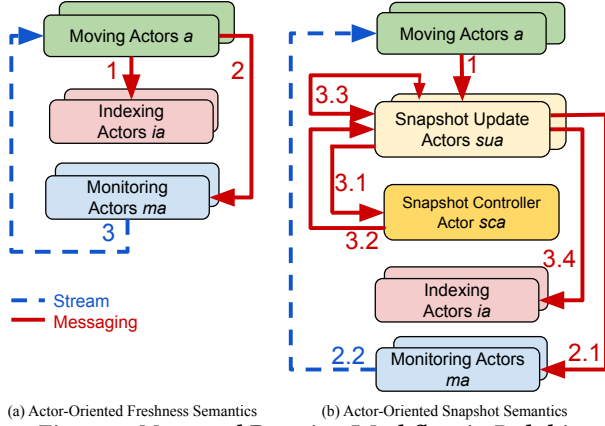 Moving Actors a
1
2
Indexing
Actors ia
Monitoring
Actors ma
3
Stream
Messaging
(a) Actor-Oriented Freshness Semantics
Moving Actors a
1
3.3
Snapshot Update
Actors sua
3.1
Snapshot Controller
Actor sca
3.2
3.4
Indexing
Actors ia
2.2
2.1
Monitoring Actors
ma
(b) Actor-Oriented Snapshot Semantics